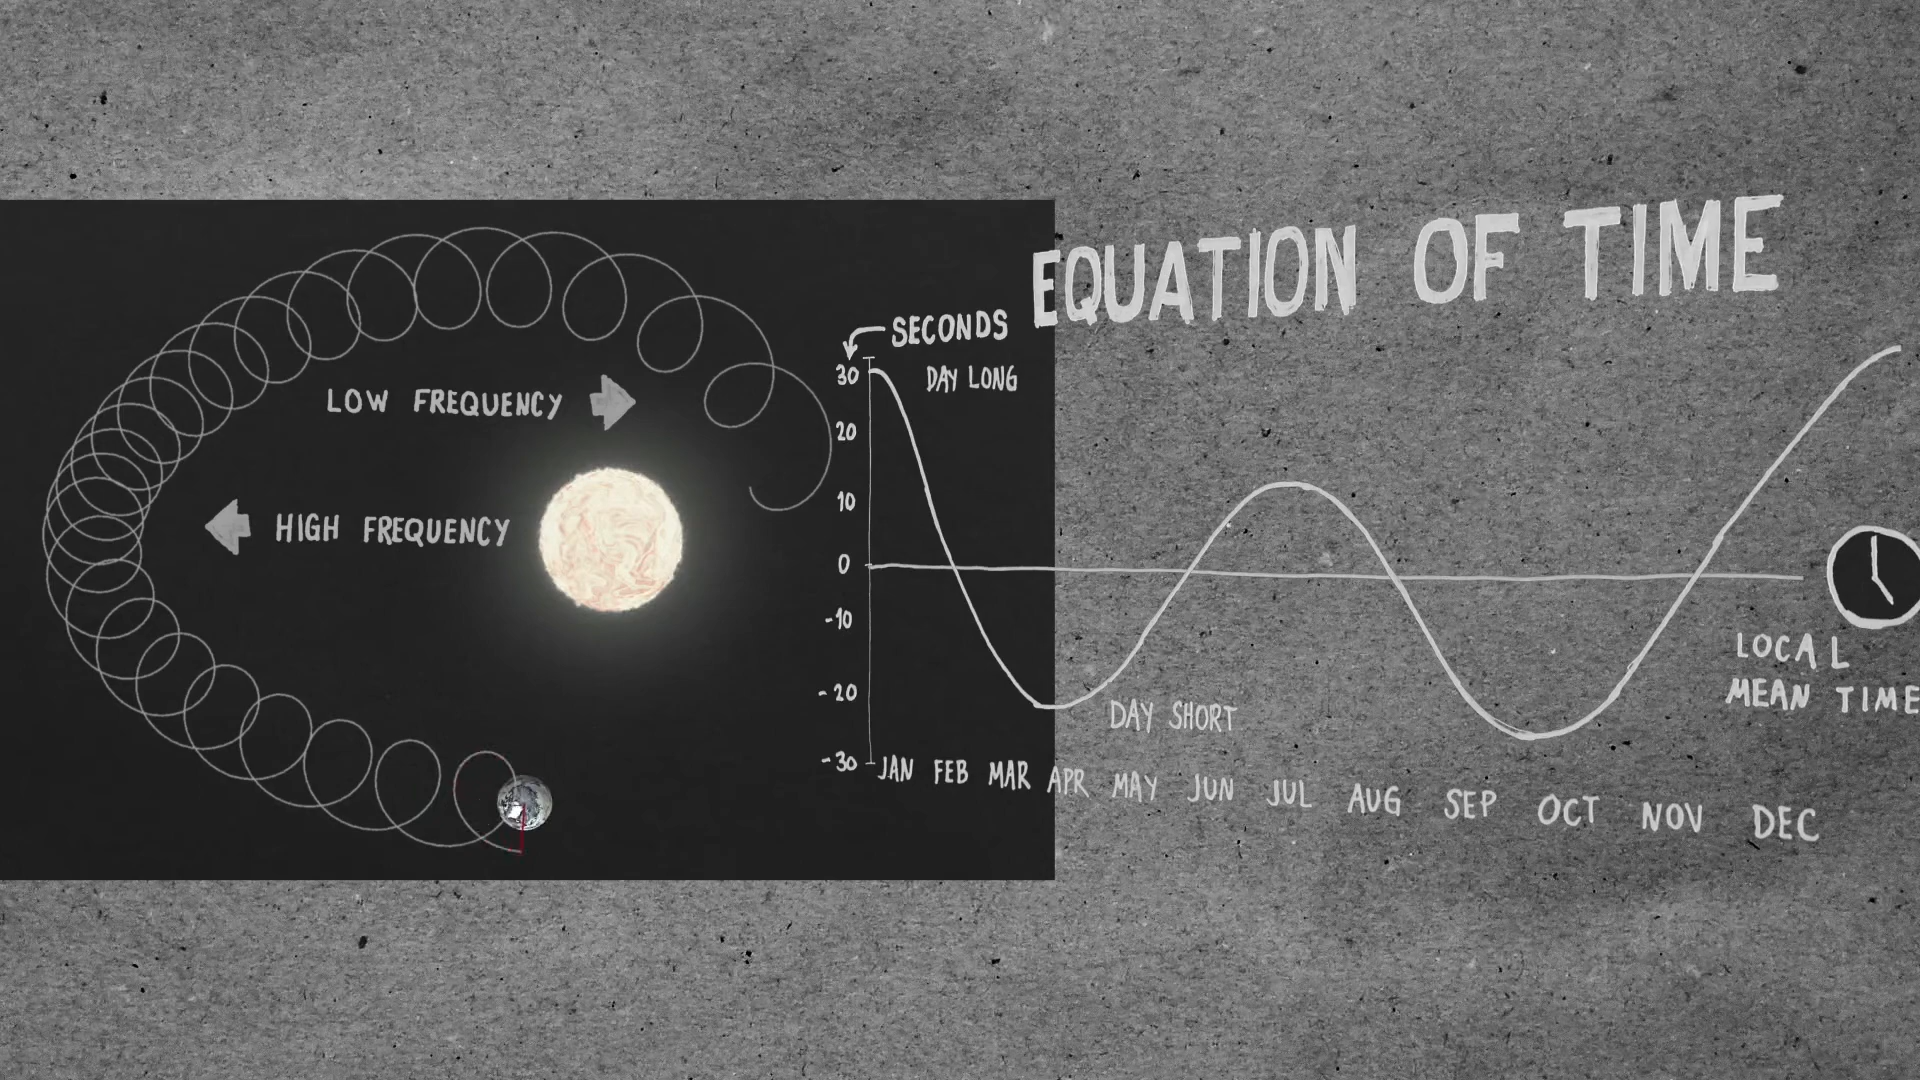 EQUATION OF TIME
SECONDS
DAY LONG
30
20
10
0
-10
-20
-30
LOW FREQUENCY
HIGH FREQUENCY
DAY SHORT
LOCAL
MEAN TIME
JAN FEB MAR APR MAY JUN JUL AUG SEP OCT NOV DEC